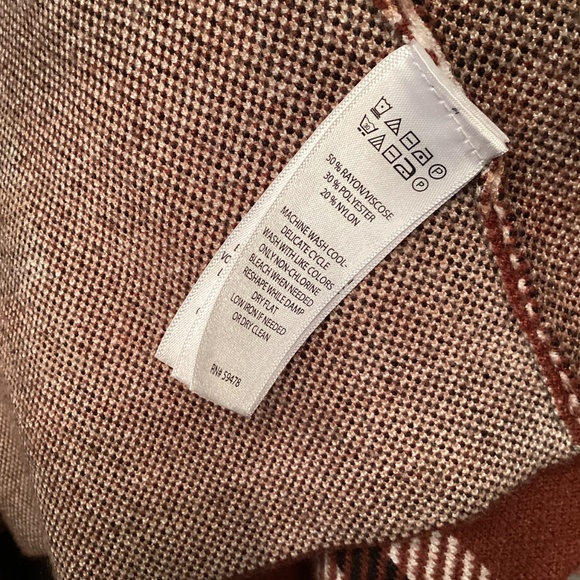 50 % RAYON/VISCOSE
30 % POLYESTER
20 % NYLON
MACHINE WASH COOL-
DELICATE CYCLE
WASH WITH LIKE COLORS
ONLY NON-CHLORINE
BLEACH WHEN NEEDED
RESHAPE WHILE DAMP
DRY FLAT
LOW IRON IF NEEDED
OR DRY CLEAN
RN# 59478